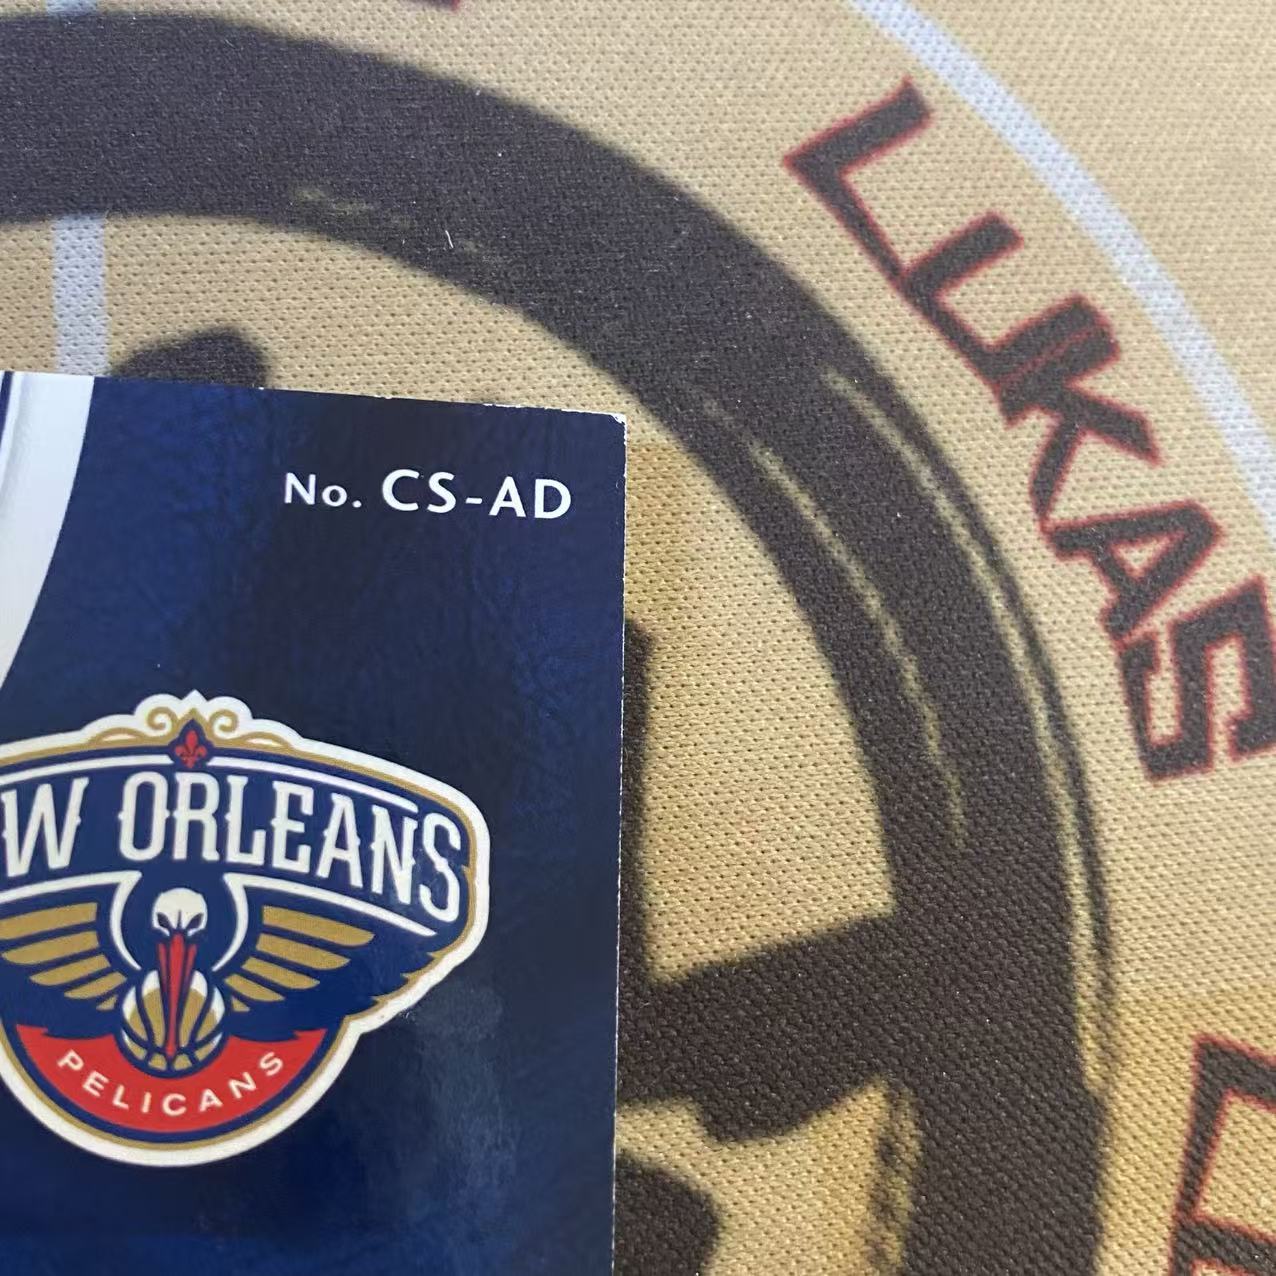 LUKAS
No. CS-AD
W ORLEANS
PELICANS